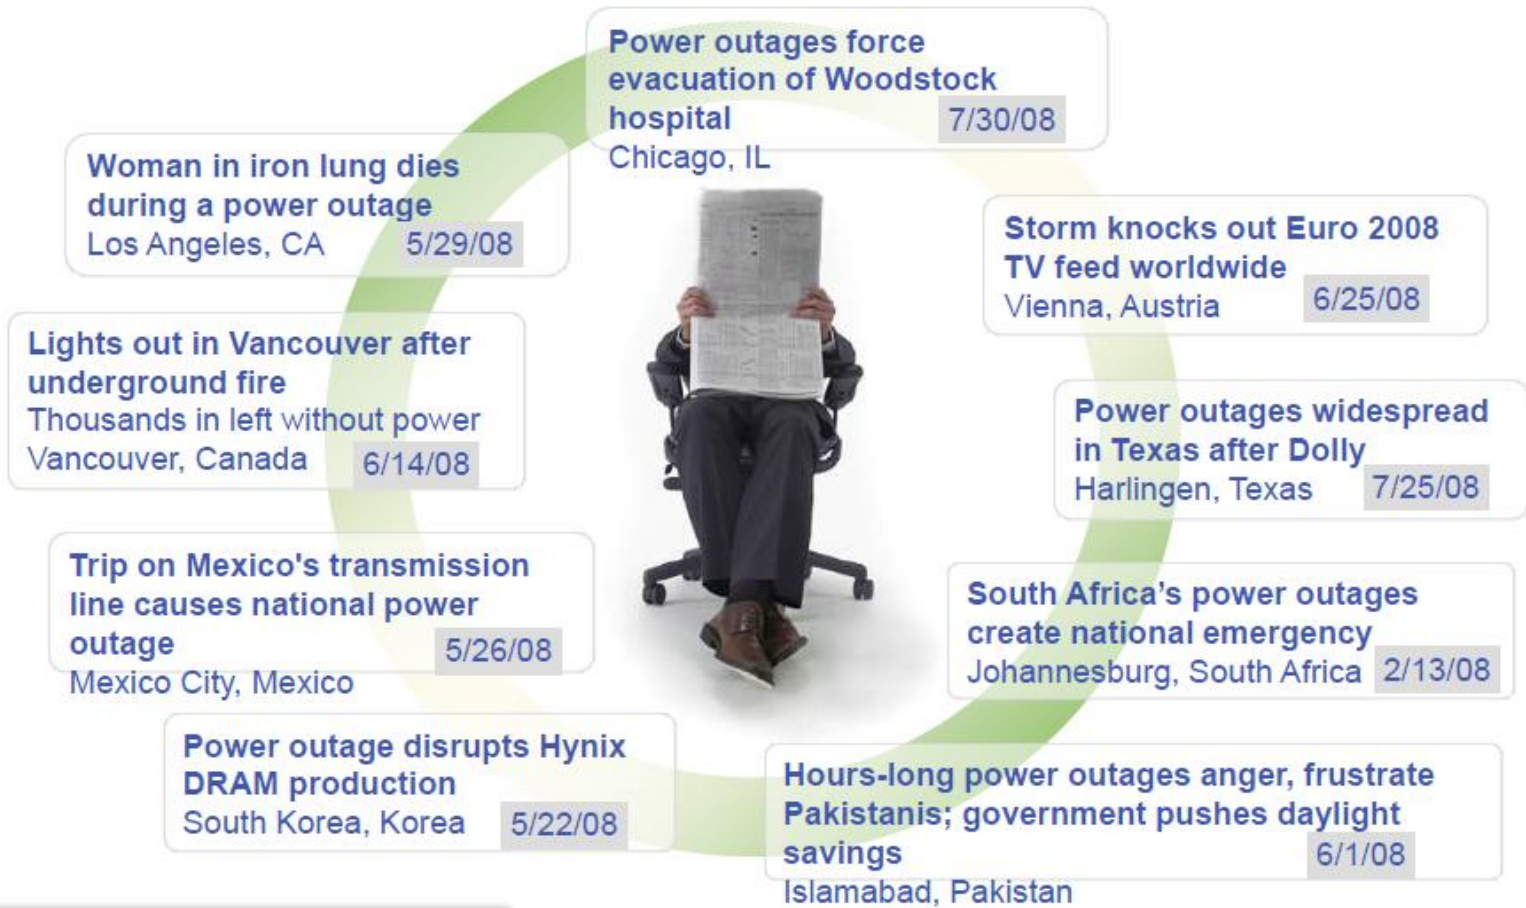 Power outages force
evacuation of Woodstock
hospital
7/30/08
Chicago, IL
Woman in iron lung dies
during a power outage
Los Angeles, CA 5/29/08
Storm knocks out Euro 2008
TV feed worldwide
Vienna, Austria 6/25/08
Lights out in Vancouver after
underground fire
Thousands in left without power
Vancouver, Canada 6/14/08
Power outages widespread
in Texas after Dolly
Harlingen, Texas 7/25/08
Trip on Mexico's transmission
line causes national power
outage 5/26/08
Mexico City, Mexico
South Africa’s power outages
create national emergency
Johannesburg, South Africa 2/13/08
Power outage disrupts Hynix
DRAM production
South Korea, Korea 5/22/08
Hours-long power outages anger, frustrate
Pakistanis; government pushes daylight
savings 6/1/08
Islamabad, Pakistan